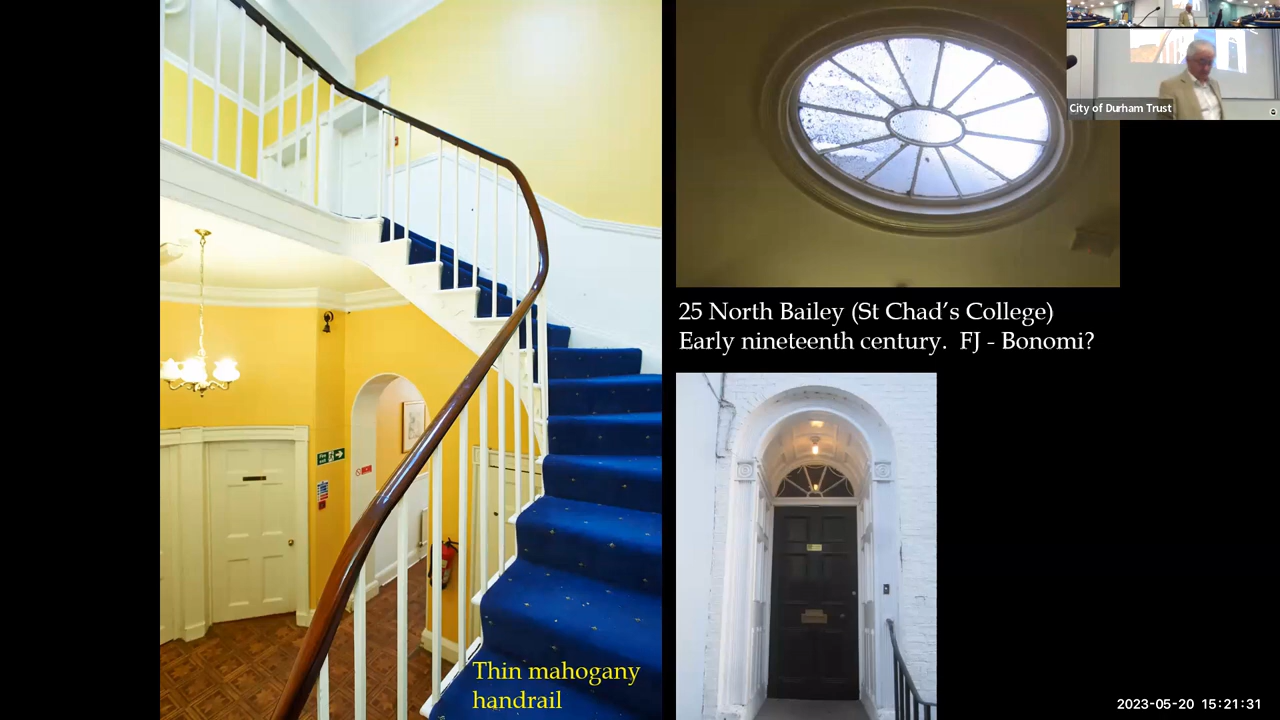 City of Durham Trust
25 North Bailey (St Chad’s College)
Early nineteenth century.  FJ - Bonomi?
Thin mahogany
handrail
2023-05-20 15:21:31